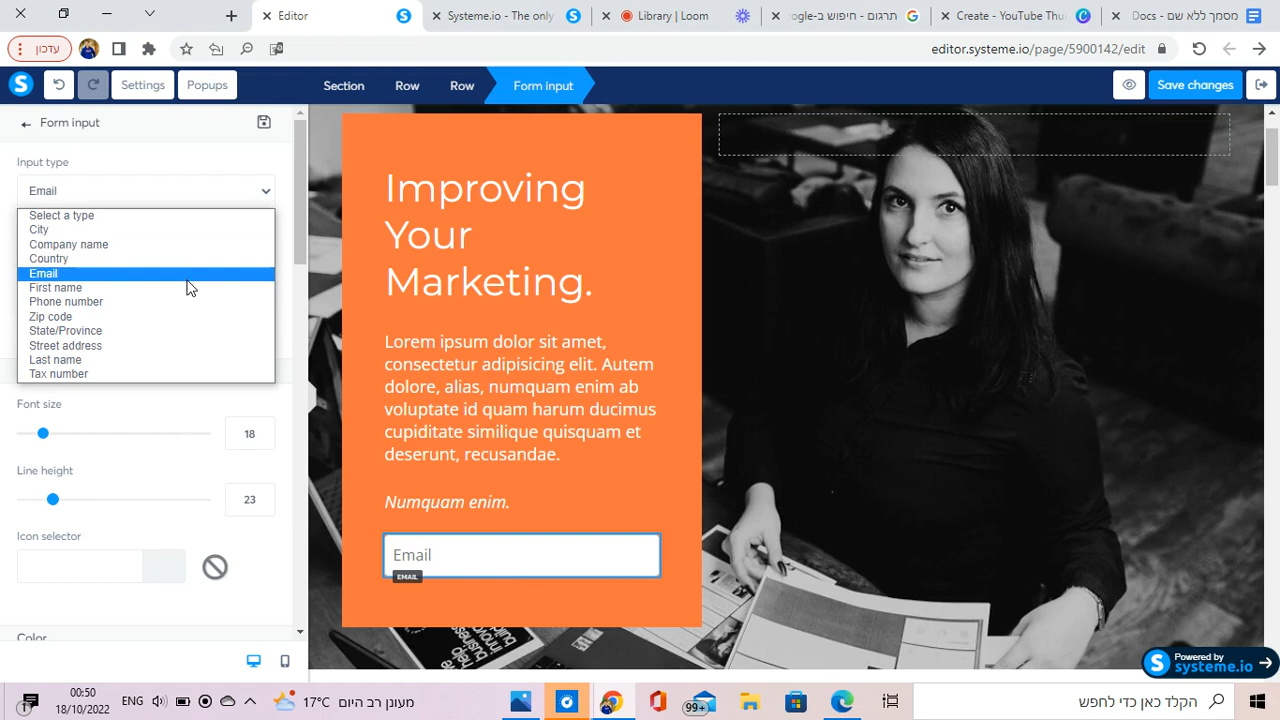 Editor
Systeme.io - The only
Library | Loom
תרגום - חיפוש ב-oogle
Create - YouTube Thu
מסמך ללא שם - Docs
עדכון
editor.systeme.io/page/5900142/edit
Settings
Popups
Section
Row
Row
Form Input
Save changes
Form input
Input type
Email
Select a type
City
Company name
Country
Email
First name
Phone number
Zip code
State/Province
Street address
Last name
Tax number
Font size
18
Line height
23
Icon selector
Color
Improving
Your
Marketing.
Lorem ipsum dolor sit amet,
consectetur adipisicing elit. Autem
dolore, alias, numquam enim ab
voluptate id quam harum ducimus
cupiditate similique quisquam et
deserunt, recusandae.
Numquam enim.
Email
EMAIL
Powered by
systeme.io
00:50
18/10/2022
ENG
17°C מעונן רב היום
99+
הקלד כאן כדי לחפש